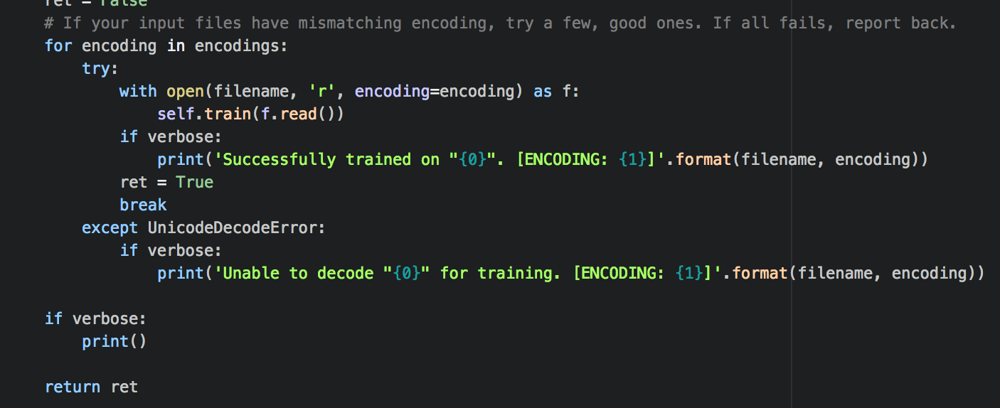 ret = False
# If your input files have mismatching encoding, try a few, good ones. If all fails, report back.
for encoding in encodings:
try:
with open(filename, 'r', encoding=encoding) as f:
self.train(f.read())
if verbose:
print('Successfully trained on "{0}". [ENCODING: {1}]'.format(filename, encoding))
ret = True
break
except UnicodeDecodeError:
if verbose:
print('Unable to decode "{0}" for training. [ENCODING: {1}]'.format(filename, encoding))
if verbose:
print()
return ret